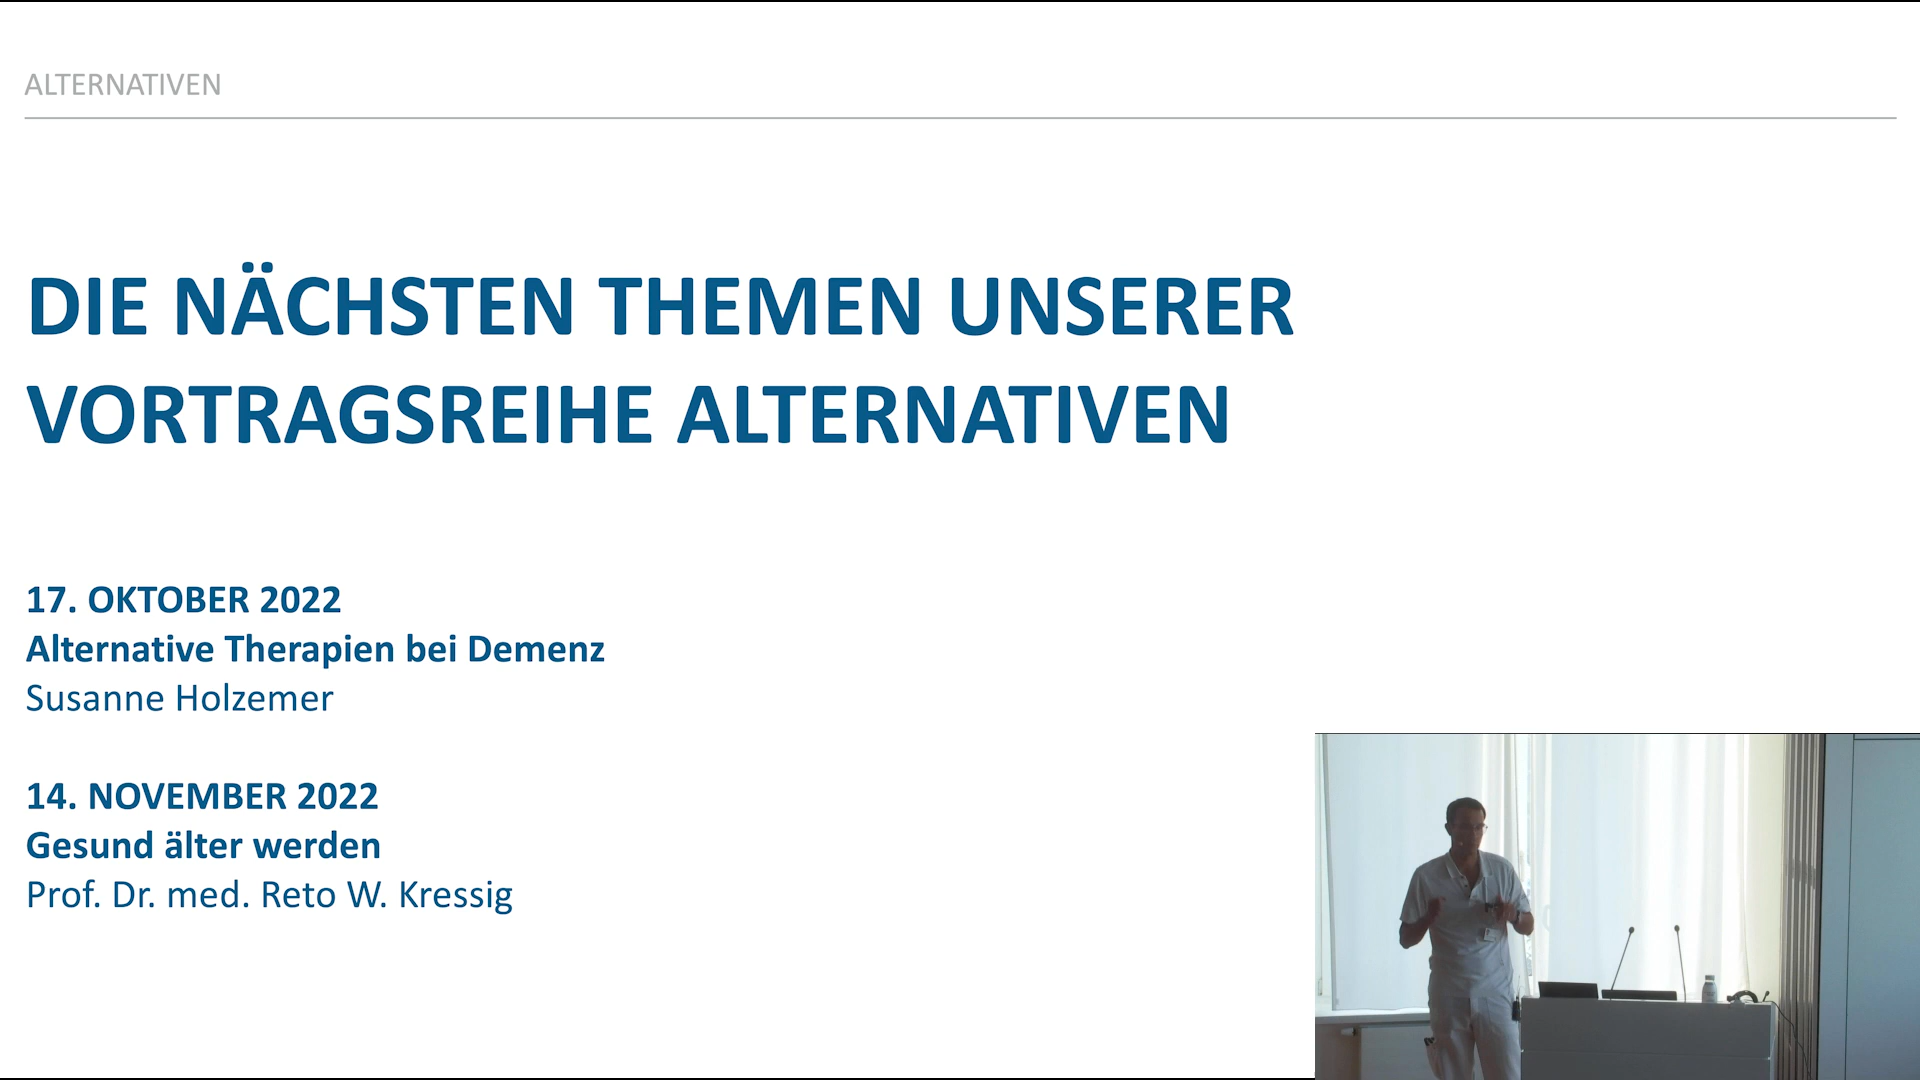 ALTERNATIVEN
DIE NÄCHSTEN THEMEN UNSERER
VORTRAGSREIHE ALTERNATIVEN
17. OKTOBER 2022
Alternative Therapien bei Demenz
Susanne Holzemer
14. NOVEMBER 2022
Gesund älter werden
Prof. Dr. med. Reto W. Kressig